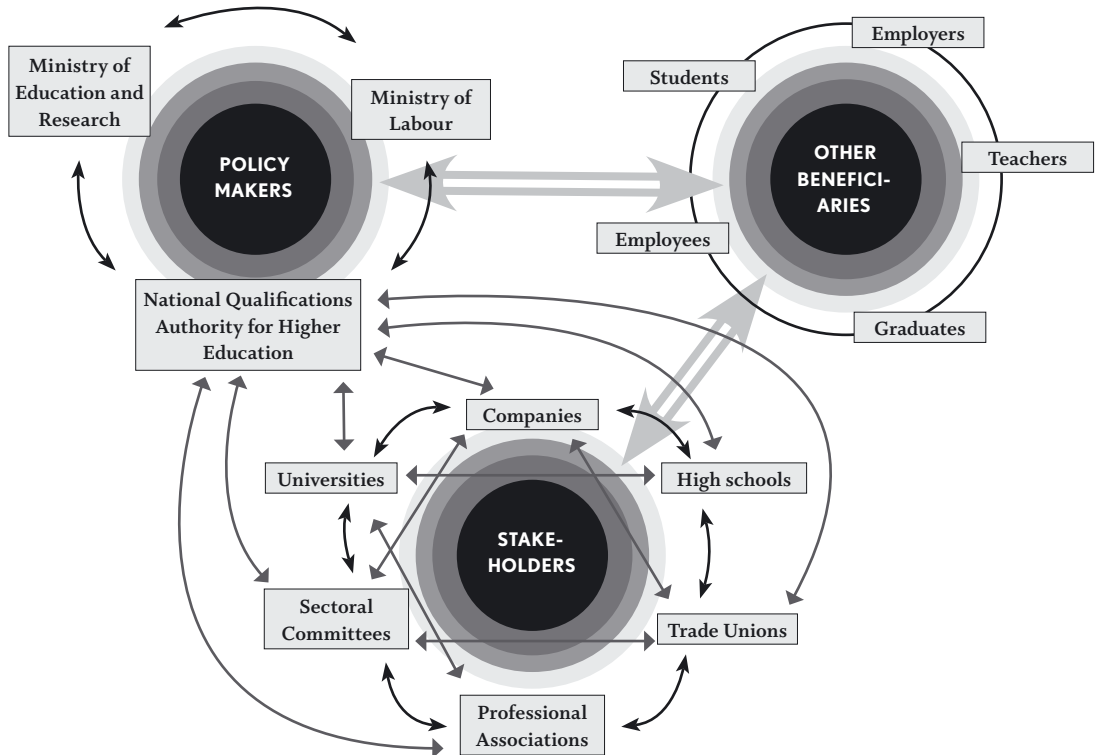 Ministry of
Education and
Research
Ministry of
Labour
POLICY
MAKERS
National Qualifications
Authority for Higher
Education
Employers
Students
Teachers
OTHER
BENEFICI-
ARIES
Employees
Graduates
Companies
Universities
High schools
STAKE-
HOLDERS
Sectoral
Committees
Trade Unions
Professional
Associations